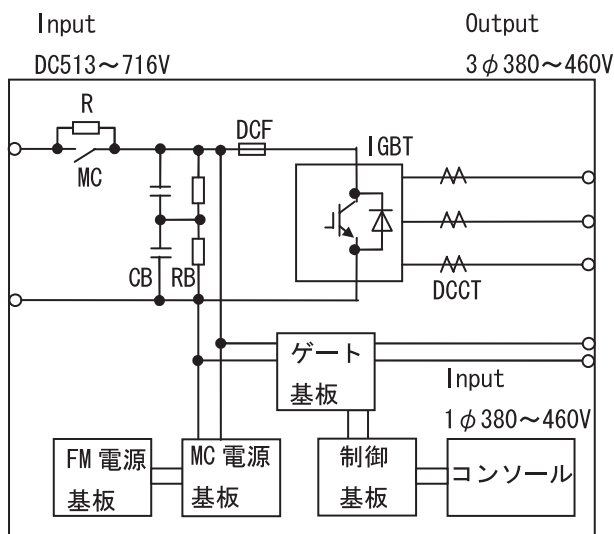 Input
DC513～716V
Output
3φ380～460V
R
MC
DCF
IGBT
CB
RB
DCCT
ゲート
基板
Input
1φ380～460V
FM電源
基板
MC電源
基板
制御
基板
コンソール